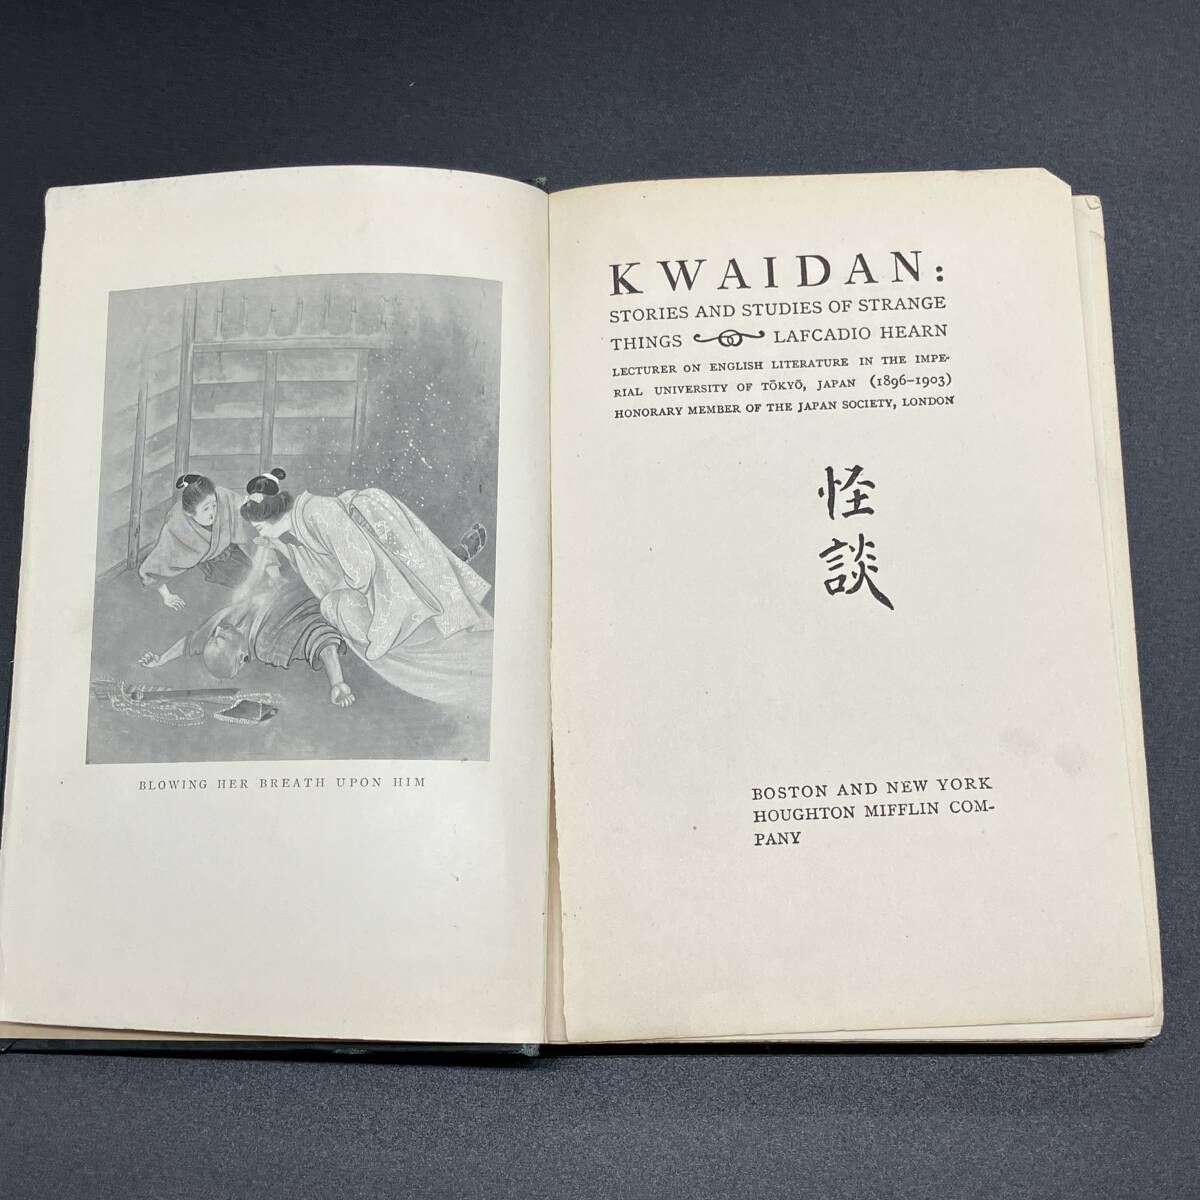 BLOWING HER BREATH UPON HIM
KWAIDAN:
STORIES AND STUDIES OF STRANGE
THINGS LAFCADIO HEARN
LECTURER ON ENGLISH LITERATURE IN THE IMPE-
RIAL UNIVERSITY OF TŌKYŌ, JAPAN (1896-1903)
HONORARY MEMBER OF THE JAPAN SOCIETY, LONDON
怪
談
BOSTON AND NEW YORK
HOUGHTON MIFFLIN COM-
PANY